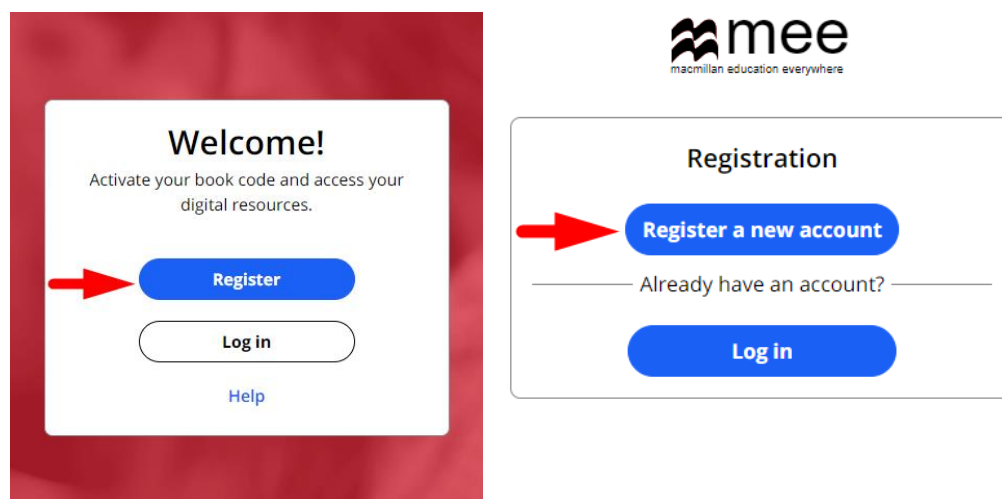 Welcome!
Activate your book code and access your
digital resources.
Register
Log in
Help
mee
macmillan education everywhere
Registration
Register a new account
Already have an account?
Log in